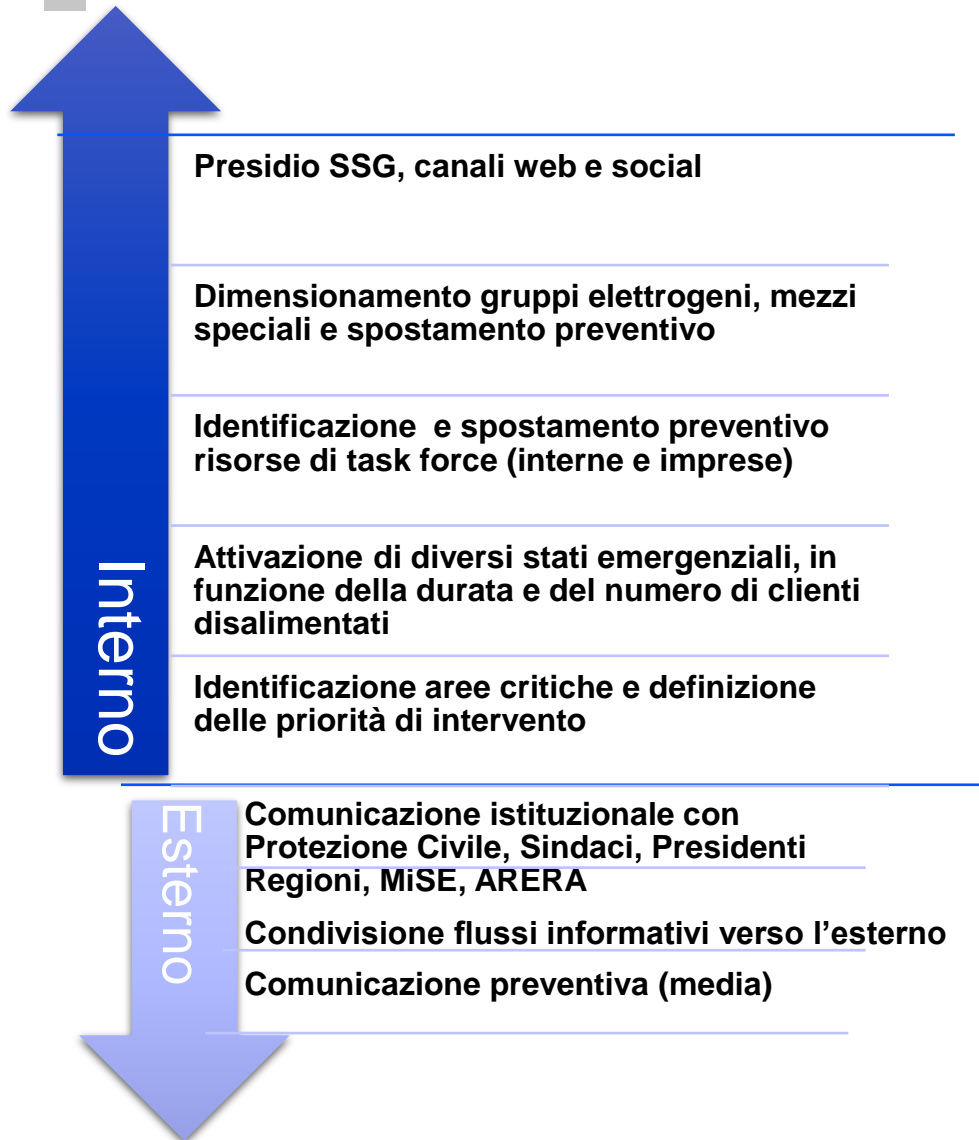 Presidio SSG, canali web e social
Dimensionamento gruppi elettrogeni, mezzi
speciali e spostamento preventivo
Identificazione e spostamento preventivo
risorse di task force (interne e imprese)
Attivazione di diversi stati emergenziali, in
funzione della durata e del numero di clienti
disalimentati
Identificazione aree critiche e definizione
delle priorità di intervento
Interno
Comunicazione istituzionale con
Protezione Civile, Sindaci, Presidenti
Regioni, MiSE, ARERA
Condivisione flussi informativi verso l'esterno
Comunicazione preventiva (media)
Esterno